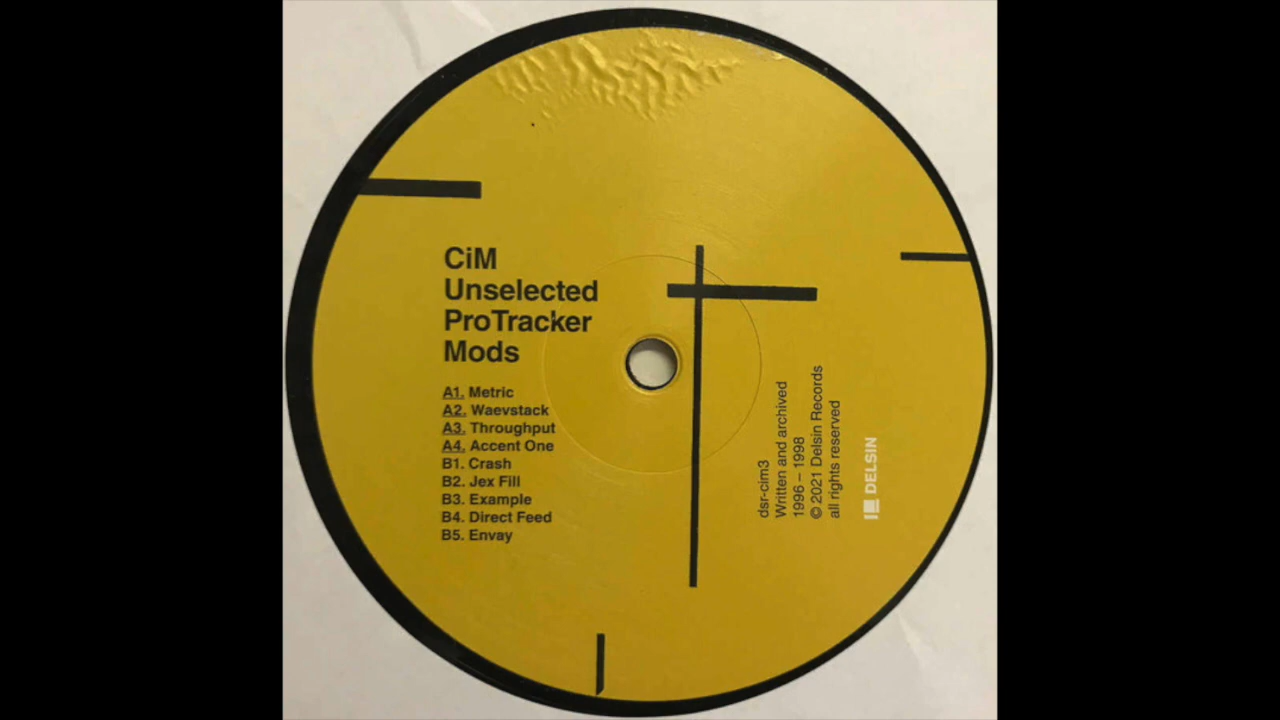 CiM
Unselected
ProTracker
Mods
A1. Metric
A2. Waevstack
A3. Throughput
A4. Accent One
B1. Crash
B2. Jex Fill
B3. Example
B4. Direct Feed
B5. Envay
dsr-cim3
Written and archived
1996 – 1998
© 2021 Delsin Records
all rights reserved
DELSIN